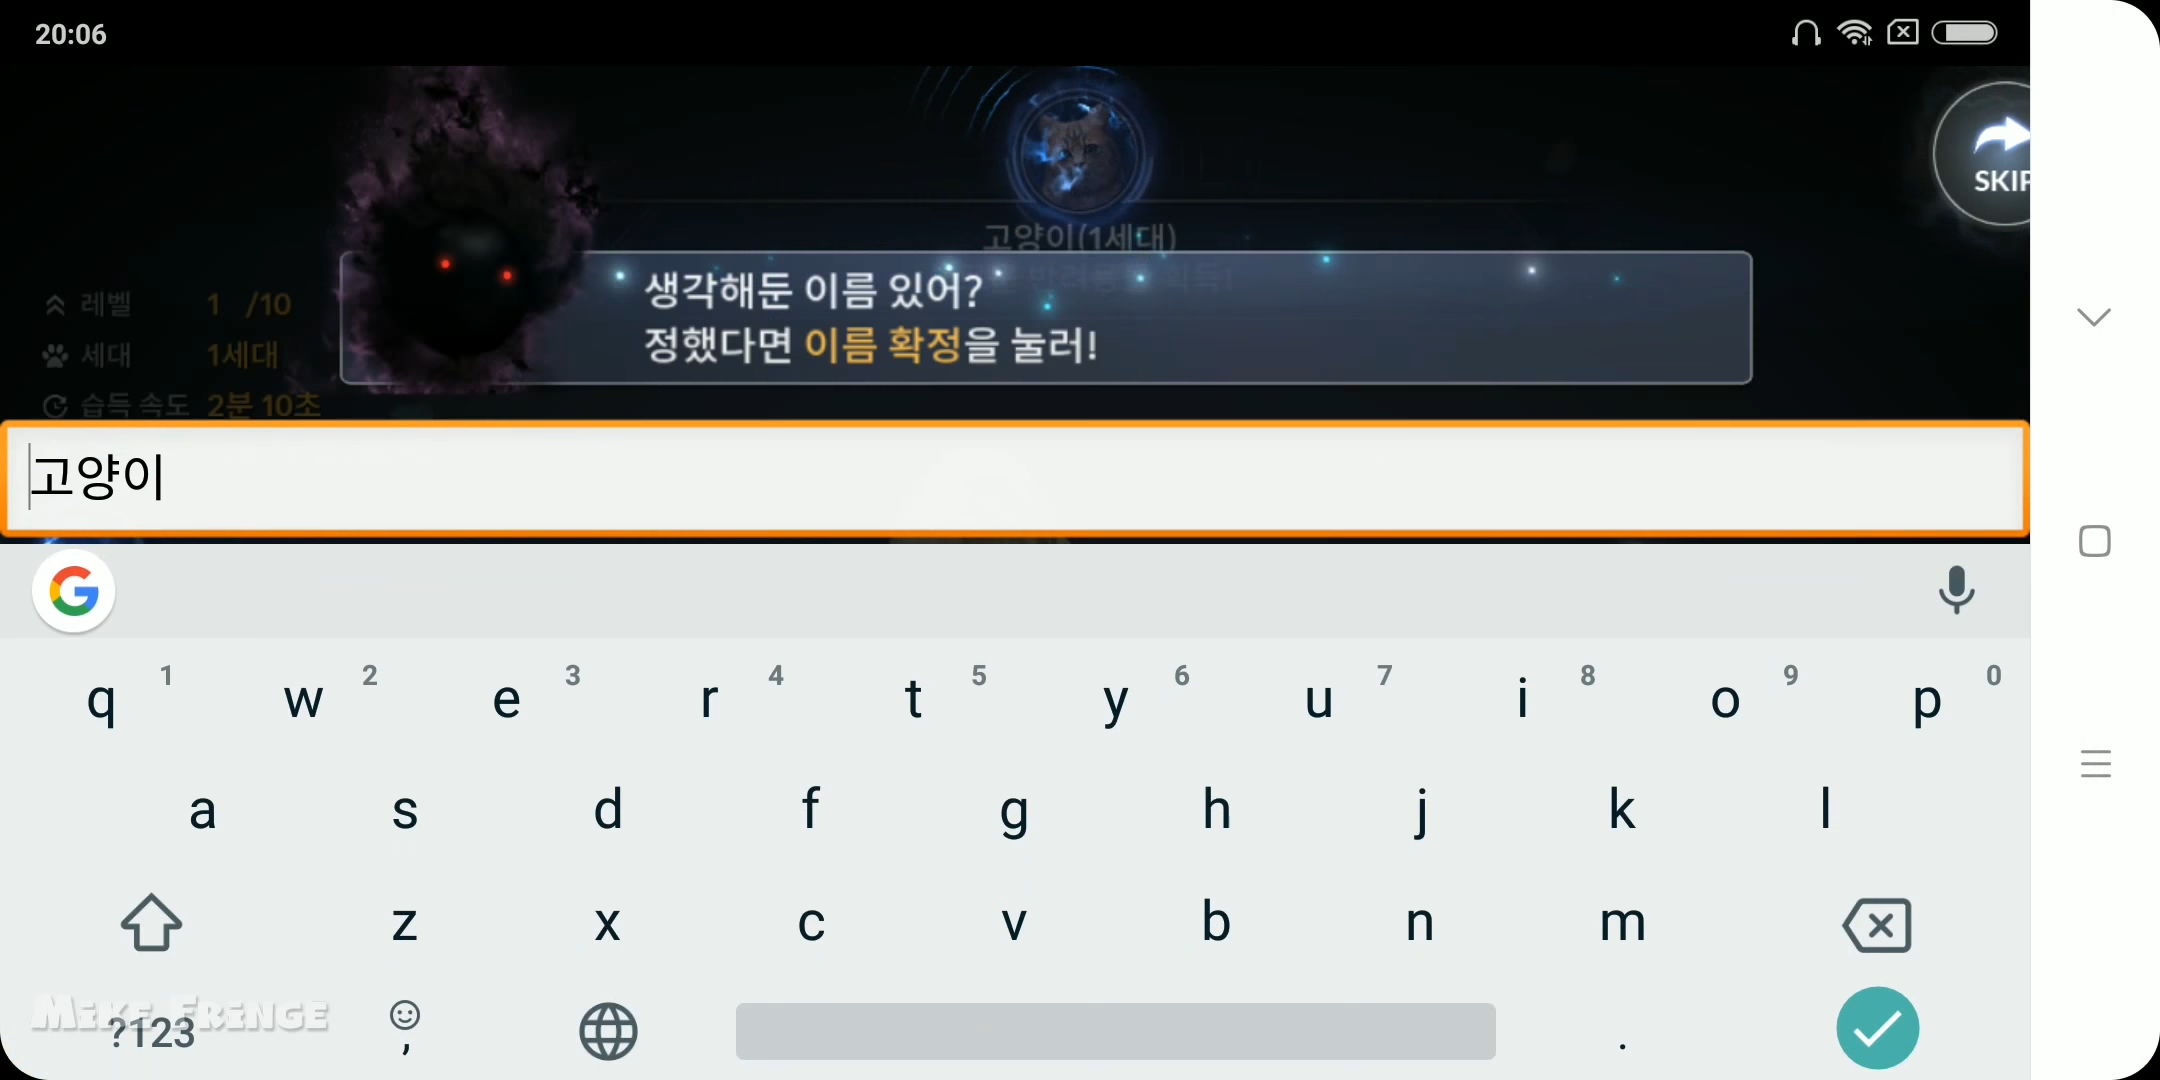 20:06
SKIP
고양이(1세대)
생각해둔 이름 있어?
정했다면 이름 확정을 눌러!
레벨 1 /10
세대 1세대
습득 속도 2분 10초
고양이
q 1 w 2 e 3 r 4 t 5 y 6 u 7 i 8 o 9 p 0
a s d f g h j k l
z x c v b n m
MIKE FRINGE
?123 , .